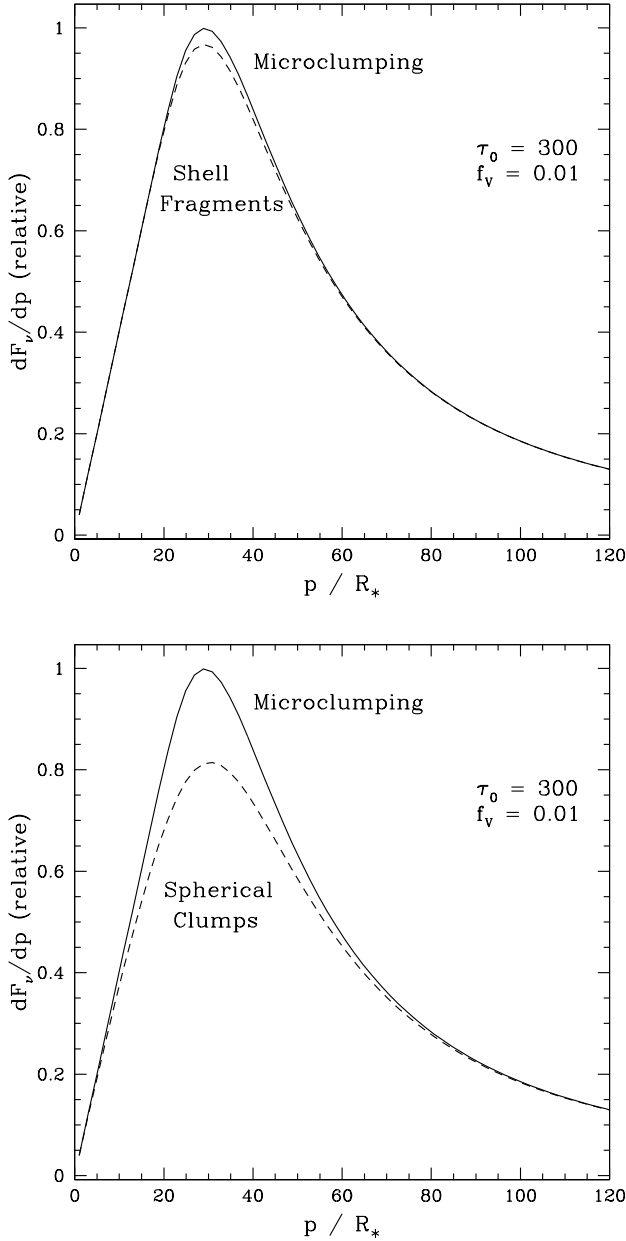 1
0.8
0.6
0.4
0.2
0
dF_ν/dp (relative)
Microclumping
τ_0 = 300
f_V = 0.01
Shell
Fragments
0 20 40 60 80 100 120
p / R_*
1
0.8
0.6
0.4
0.2
0
dF_ν/dp (relative)
Microclumping
τ_0 = 300
f_V = 0.01
Spherical
Clumps
0 20 40 60 80 100 120
p / R_*